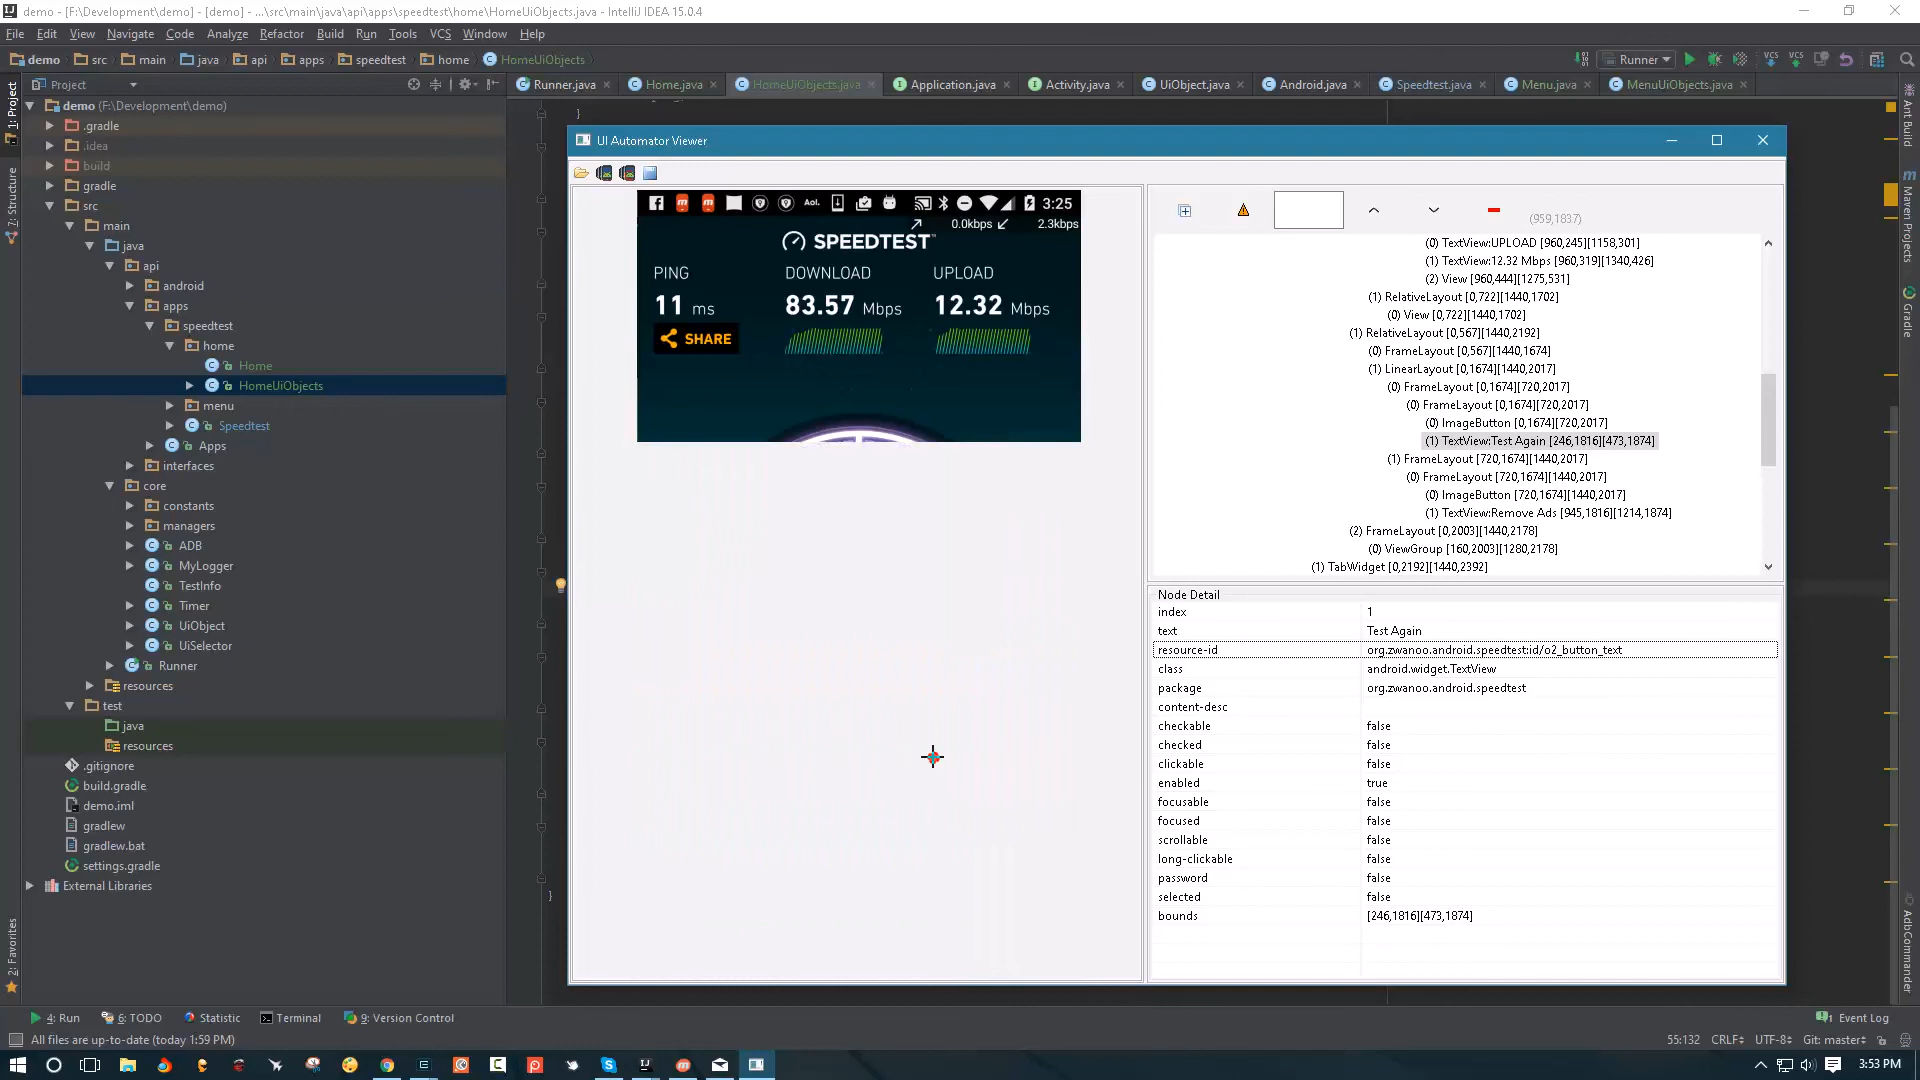 demo - [F:\Development\demo] - [demo] - ...\src\main\java\api\apps\speedtest\home\HomeUiObjects.java - IntelliJ IDEA 15.0.4
File Edit View Navigate Code Analyze Refactor Build Run Tools VCS Window Help
demo src main java api apps speedtest home HomeUiObjects Runner
Project Runner.java Home.java HomeUiObjects.java Application.java Activity.java UiObject.java Android.java Speedtest.java Menu.java MenuUiObjects.java
1: Project
7: Structure
2: Favorites
demo (F:\Development\demo)
.gradle
.idea
build
gradle
src
main
java
api
android
apps
speedtest
home
Home
HomeUiObjects
menu
Speedtest
Apps
interfaces
core
constants
managers
ADB
MyLogger
TestInfo
Timer
UiObject
UiSelector
Runner
resources
test
java
resources
.gitignore
build.gradle
demo.iml
gradlew
gradlew.bat
settings.gradle
External Libraries
}
}
UI Automator Viewer
Aol. 3:25
0.0kbps 2.3kbps
SPEEDTEST
PING DOWNLOAD UPLOAD
11 ms 83.57 Mbps 12.32 Mbps
SHARE
(959,1837)
(0) TextView:UPLOAD [960,245][1158,301]
(1) TextView:12.32 Mbps [960,319][1340,426]
(2) View [960,444][1275,531]
(1) RelativeLayout [0,722][1440,1702]
(0) View [0,722][1440,1702]
(1) RelativeLayout [0,567][1440,2192]
(0) FrameLayout [0,567][1440,1674]
(1) LinearLayout [0,1674][1440,2017]
(0) FrameLayout [0,1674][720,2017]
(0) FrameLayout [0,1674][720,2017]
(0) ImageButton [0,1674][720,2017]
(1) TextView:Test Again [246,1816][473,1874]
(1) FrameLayout [720,1674][1440,2017]
(0) FrameLayout [720,1674][1440,2017]
(0) ImageButton [720,1674][1440,2017]
(1) TextView:Remove Ads [945,1816][1214,1874]
(2) FrameLayout [0,2003][1440,2178]
(0) ViewGroup [160,2003][1280,2178]
(1) TabWidget [0,2192][1440,2392]
Node Detail
index 1
text Test Again
resource-id org.zwanoo.android.speedtest:id/o2_button_text
class android.widget.TextView
package org.zwanoo.android.speedtest
content-desc
checkable false
checked false
clickable false
enabled true
focusable false
focused false
scrollable false
long-clickable false
password false
selected false
bounds [246,1816][473,1874]
Ant Build
Maven Projects
Gradle
AdbCommander
4: Run 6: TODO Statistic Terminal 9: Version Control 1 Event Log
All files are up-to-date (today 1:59 PM) 55:132 CRLF UTF-8 Git: master
3:53 PM